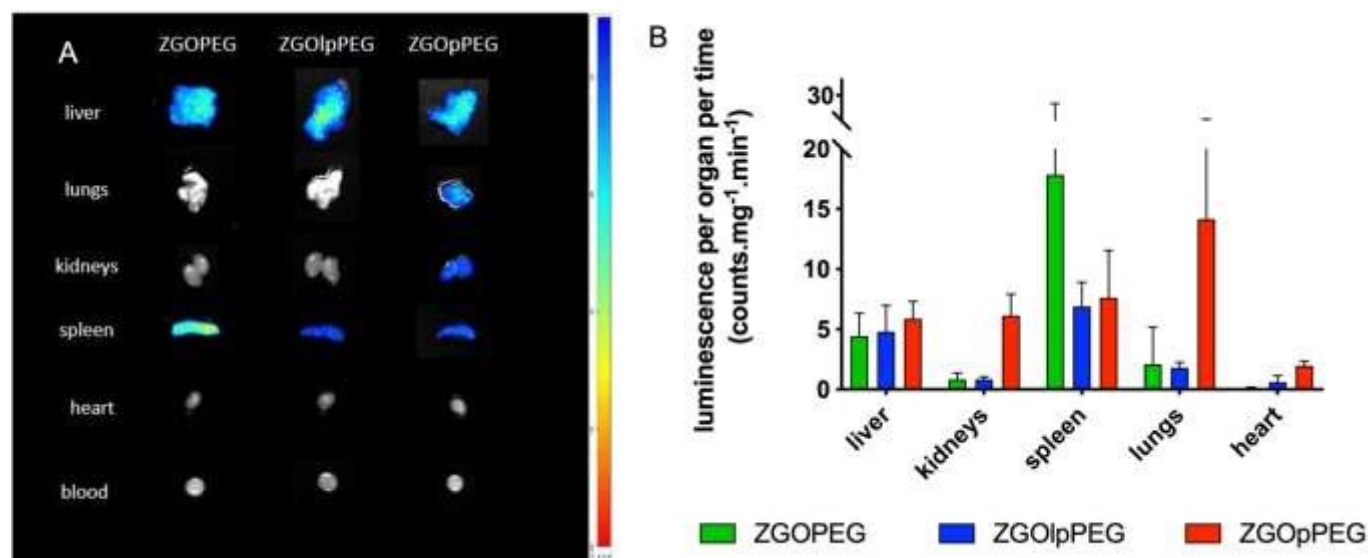 A
ZGOPEG ZGOlpPEG ZGOpPEG
liver
lungs
kidneys
spleen
heart
blood
B
luminescence per organ per time
(counts.mg⁻¹.min⁻¹)
30
20
15
10
5
0
liver kidneys spleen lungs heart
ZGOPEG ZGOlpPEG ZGOpPEG